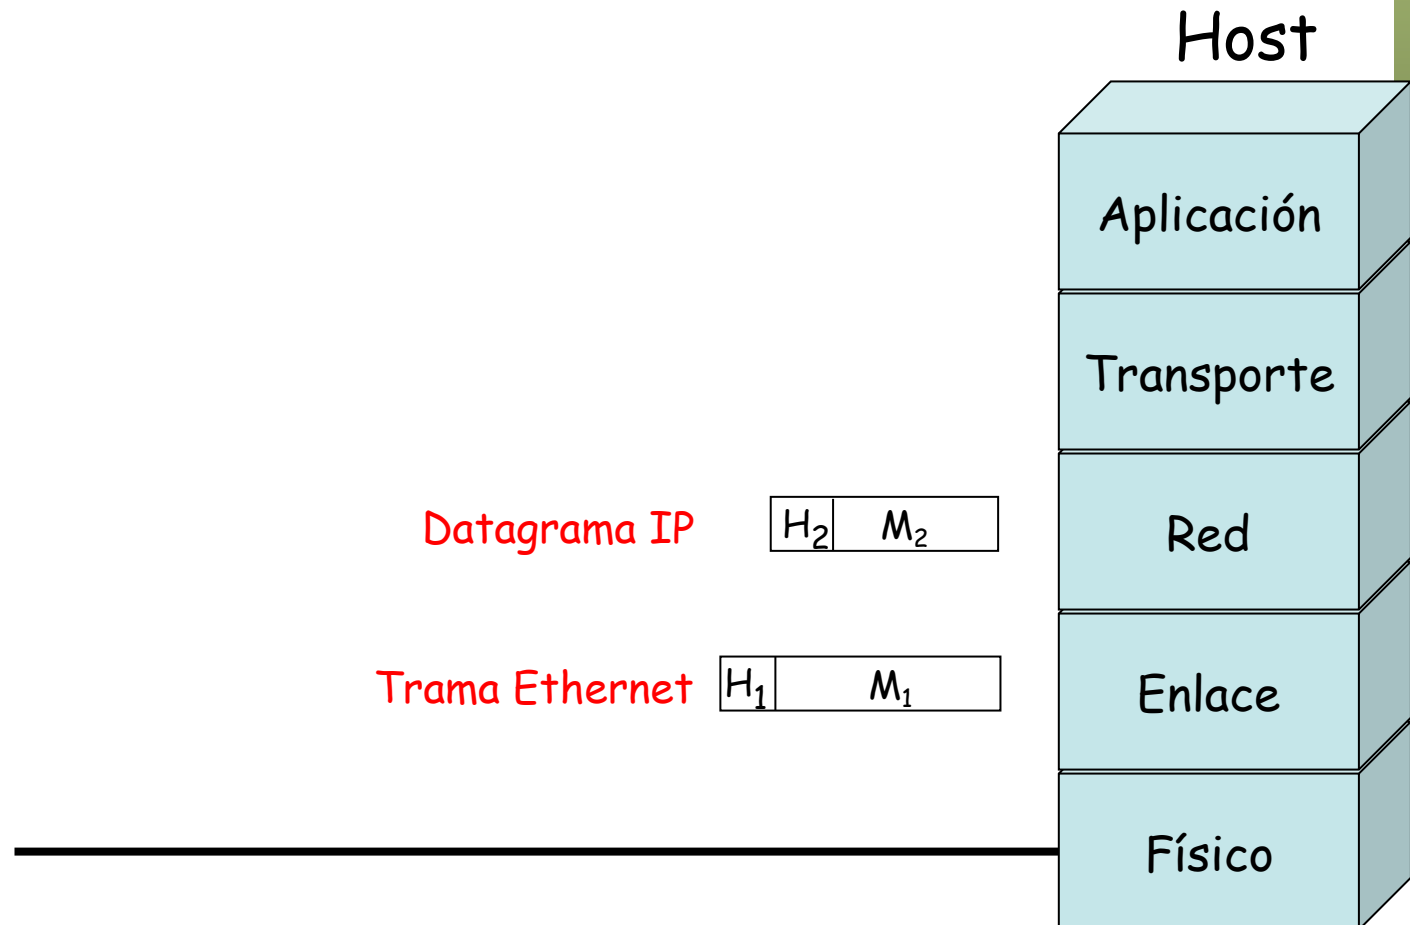 Host
Aplicación
Transporte
Datagrama IP H₂ M₂ Red
Trama Ethernet H₁ M₁ Enlace
Físico